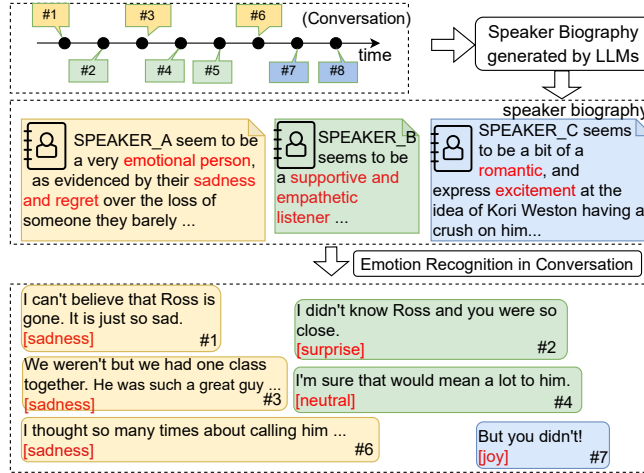 #1
#3
#6
(Conversation)
time
#2
#4
#5
#7
#8
Speaker Biography
generated by LLMs
speaker biography
SPEAKER_A seem to be
a very emotional person,
as evidenced by their sadness
and regret over the loss of
someone they barely ...
SPEAKER_B
seems to be
a supportive and
empathetic
listener ...
SPEAKER_C seems
to be a bit of a
romantic, and
express excitement at the
idea of Kori Weston having a
crush on him...
Emotion Recognition in Conversation
I can't believe that Ross is
gone. It is just so sad.
[sadness]
#1
I didn't know Ross and you were so
close.
[surprise]
#2
We weren't but we had one class
together. He was such a great guy ...
[sadness]
#3
I'm sure that would mean a lot to him.
[neutral]
#4
I thought so many times about calling him ...
[sadness]
#6
But you didn't!
[joy]
#7